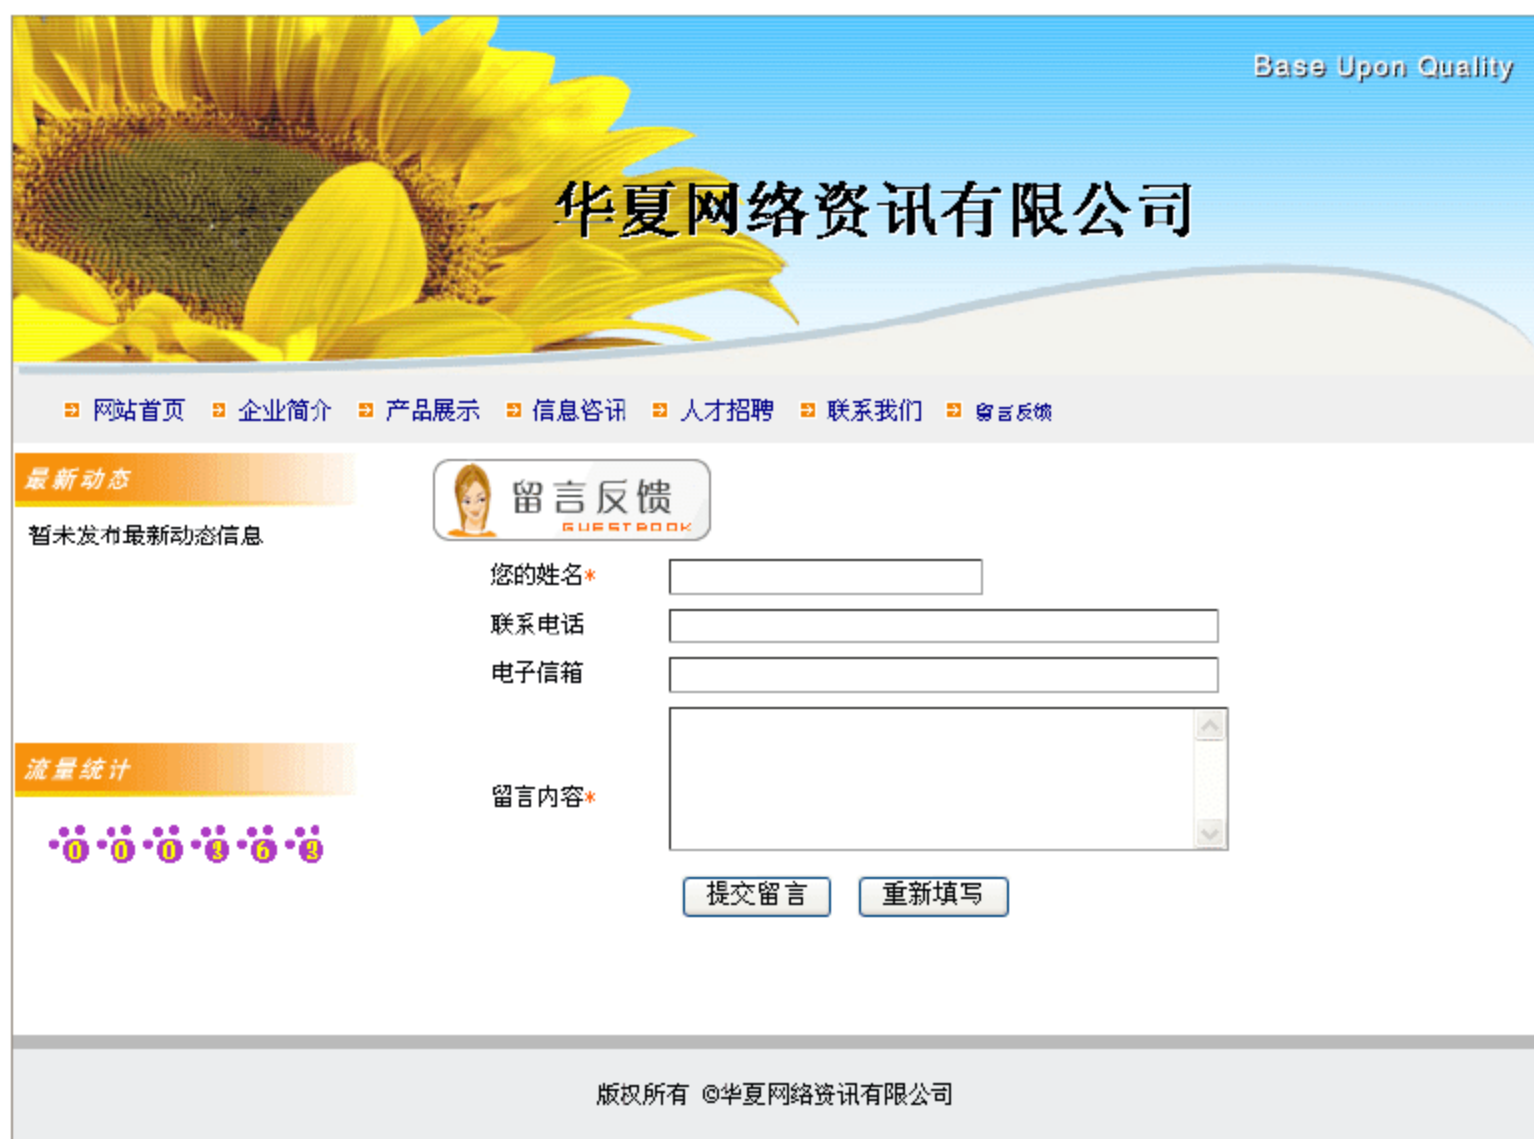 Base Upon Quality
华夏网络资讯有限公司
网站首页 企业简介 产品展示 信息咨讯 人才招聘 联系我们 留言反馈
最新动态
暂未发布最新动态信息
留言反馈
GUESTBOOK
您的姓名*
联系电话
电子信箱
留言内容*
提交留言 重新填写
流量统计
000363
版权所有 ©华夏网络资讯有限公司